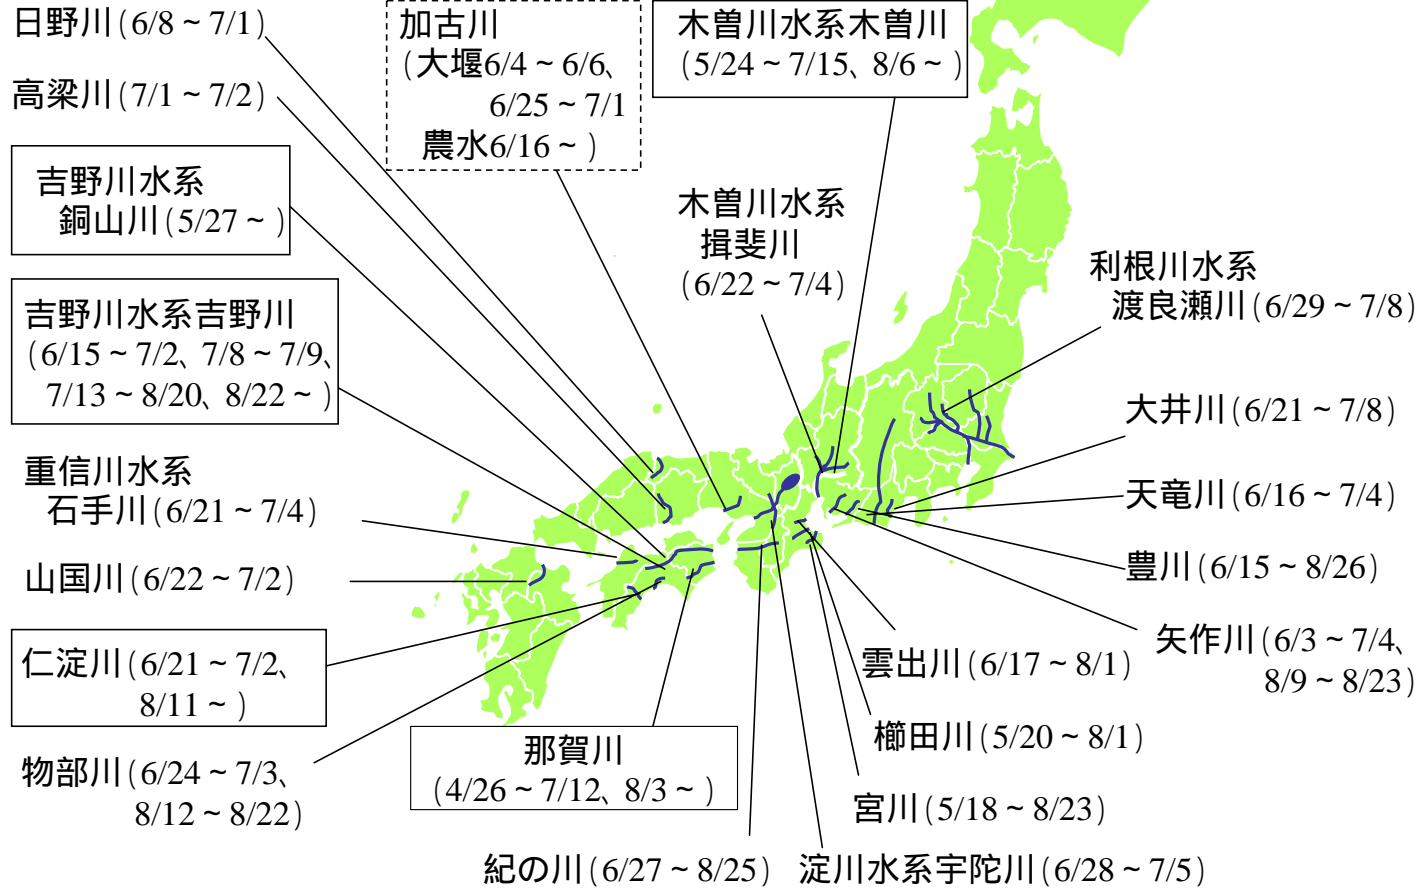 日野川(6/8～7/1)
高梁川(7/1～7/2)
吉野川水系
銅山川(5/27～ )
吉野川水系吉野川
(6/15～7/2、7/8～7/9、
7/13～8/20、8/22～ )
重信川水系
石手川(6/21～7/4)
山国川(6/22～7/2)
仁淀川(6/21～7/2、
8/11～ )
物部川(6/24～7/3、
8/12～8/22)
加古川
(大堰6/4～6/6、
6/25～7/1
農水6/16～ )
木曽川水系木曽川
(5/24～7/15、8/6～ )
木曽川水系
揖斐川
(6/22～7/4)
利根川水系
渡良瀬川(6/29～7/8)
大井川(6/21～7/8)
天竜川(6/16～7/4)
豊川(6/15～8/26)
矢作川(6/3～7/4、
8/9～8/23)
雲出川(6/17～8/1)
櫛田川(5/20～8/1)
宮川(5/18～8/23)
那賀川
(4/26～7/12、8/3～ )
紀の川(6/27～8/25)
淀川水系宇陀川(6/28～7/5)